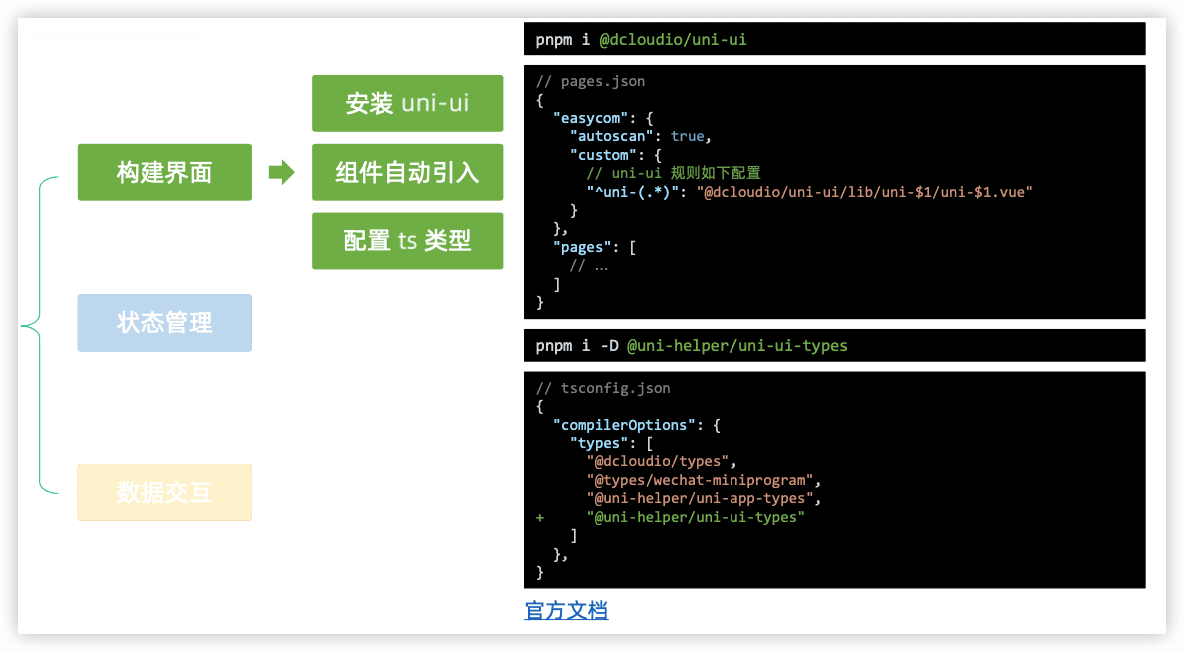 构建界面
状态管理
数据交互
安装 uni-ui
组件自动引入
配置 ts 类型
pnpm i @dcloudio/uni-ui
// pages.json
{
  "easycom": {
    "autoscan": true,
    "custom": {
      // uni-ui 规则如下配置
      "^uni-(.*)": "@dcloudio/uni-ui/lib/uni-$1/uni-$1.vue"
    }
  },
  "pages": [
    // …
  ]
}
pnpm i -D @uni-helper/uni-ui-types
// tsconfig.json
{
  "compilerOptions": {
    "types": [
      "@dcloudio/types",
      "@types/wechat-miniprogram",
      "@uni-helper/uni-app-types",
+     "@uni-helper/uni-ui-types"
    ]
  },
}
官方文档